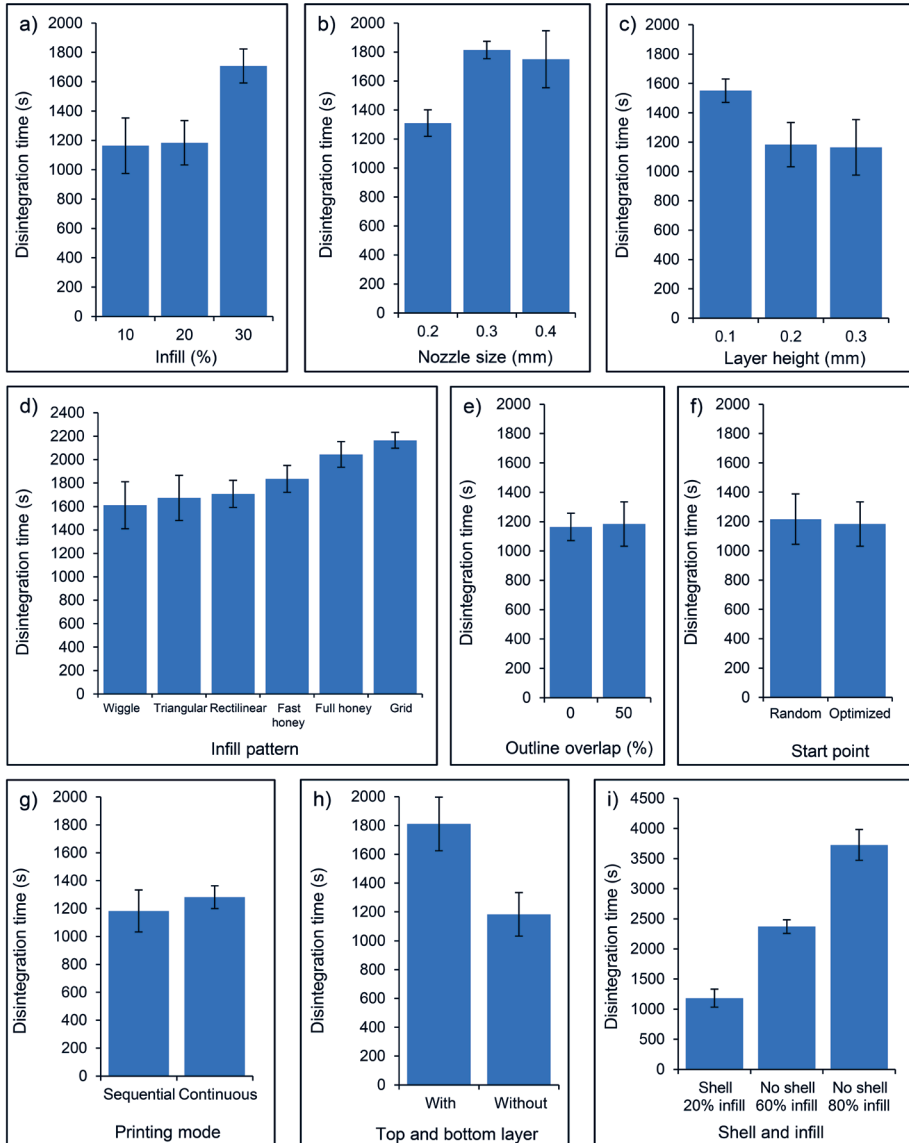 a)
Disintegration time (s)
2000
1800
1600
1400
1200
1000
800
600
400
200
0
10 20 30
Infill (%)
b)
Disintegration time (s)
2000
1800
1600
1400
1200
1000
800
600
400
200
0
0.2 0.3 0.4
Nozzle size (mm)
c)
Disintegration time (s)
2000
1800
1600
1400
1200
1000
800
600
400
200
0
0.1 0.2 0.3
Layer height (mm)
d)
Disintegration time (s)
2400
2200
2000
1800
1600
1400
1200
1000
800
600
400
200
0
Wiggle Triangular Rectilinear Fast Full honey Grid
honey
Infill pattern
e)
Disintegration time (s)
2000
1800
1600
1400
1200
1000
800
600
400
200
0
0 50
Outline overlap (%)
f)
Disintegration time (s)
2000
1800
1600
1400
1200
1000
800
600
400
200
0
Random Optimized
Start point
g)
Disintegration time (s)
2000
1800
1600
1400
1200
1000
800
600
400
200
0
Sequential Continuous
Printing mode
h)
Disintegration time (s)
2000
1800
1600
1400
1200
1000
800
600
400
200
0
With Without
Top and bottom layer
i)
Disintegration time (s)
4500
4000
3500
3000
2500
2000
1500
1000
500
0
Shell No shell No shell
20% infill 60% infill 80% infill
Shell and infill